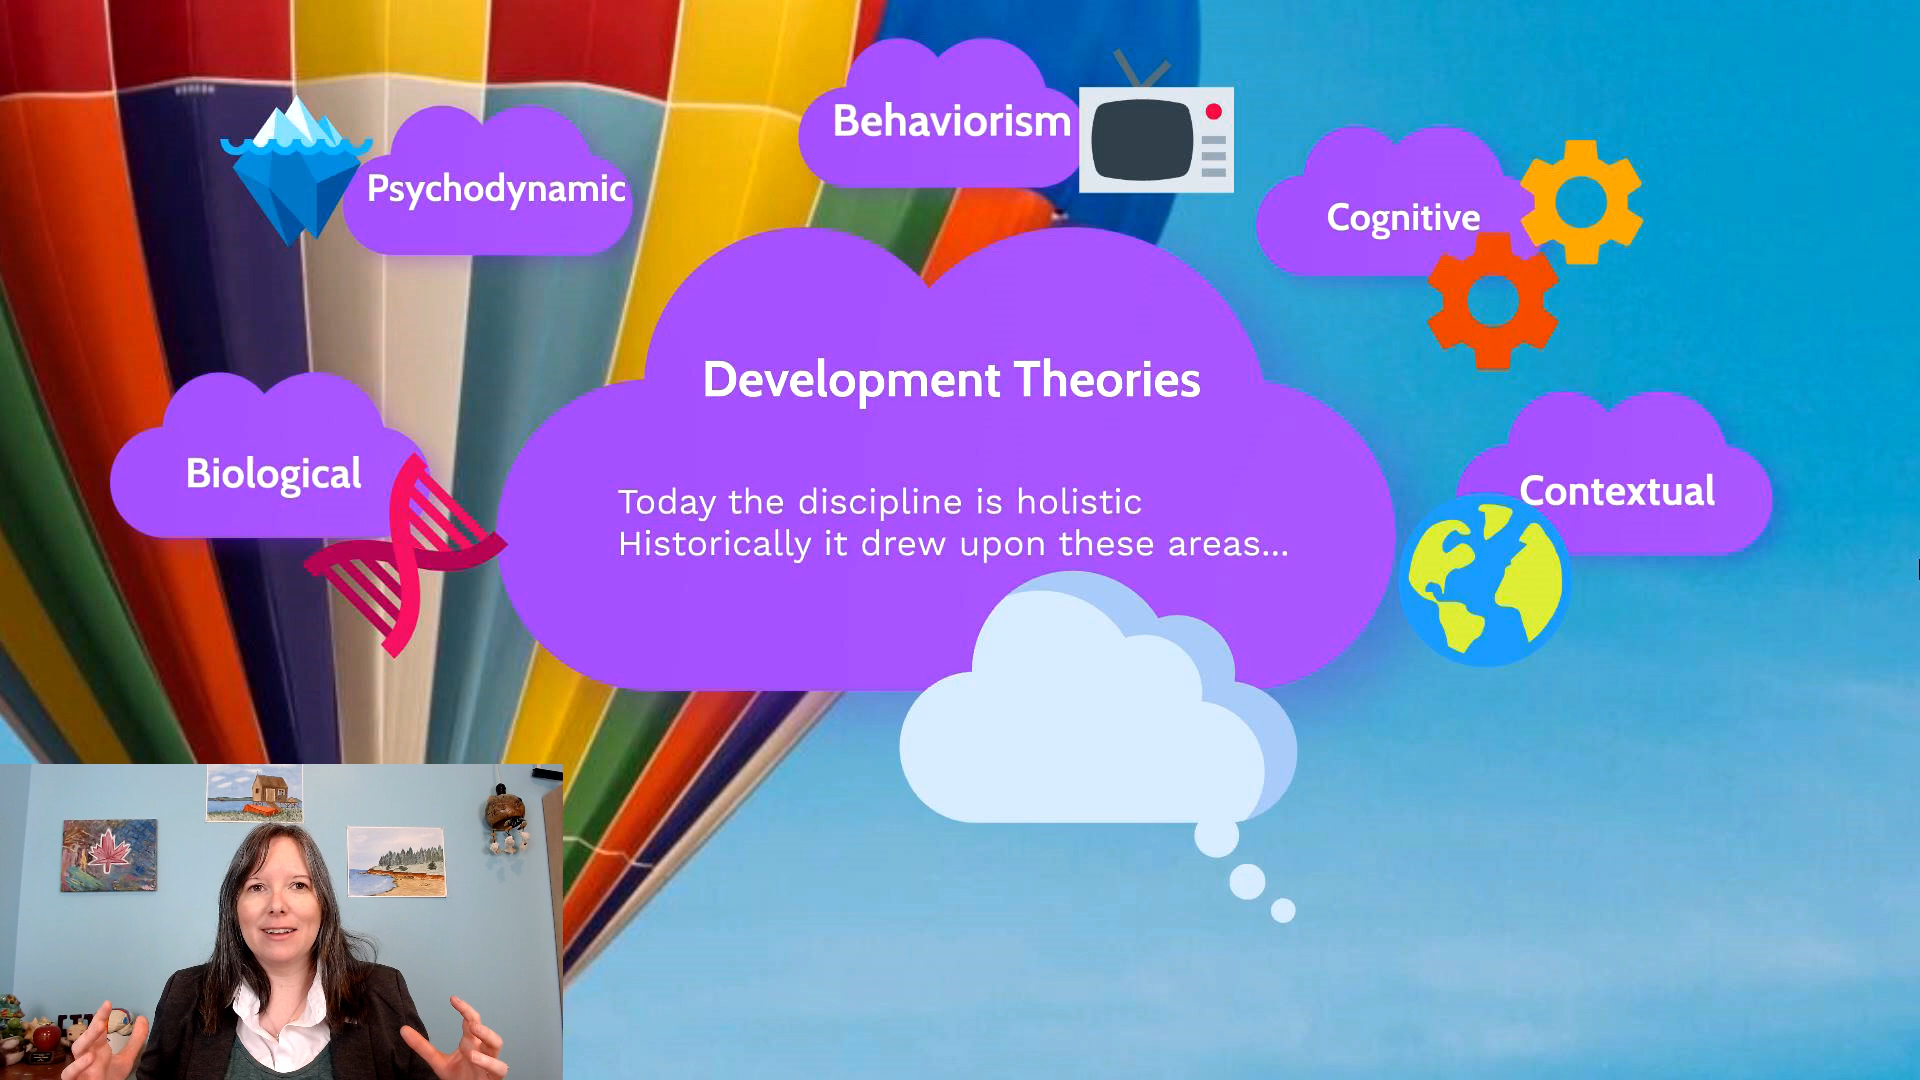 Behaviorism
Psychodynamic
Cognitive
Development Theories
Biological
Contextual
Today the discipline is holistic
Historically it drew upon these areas...